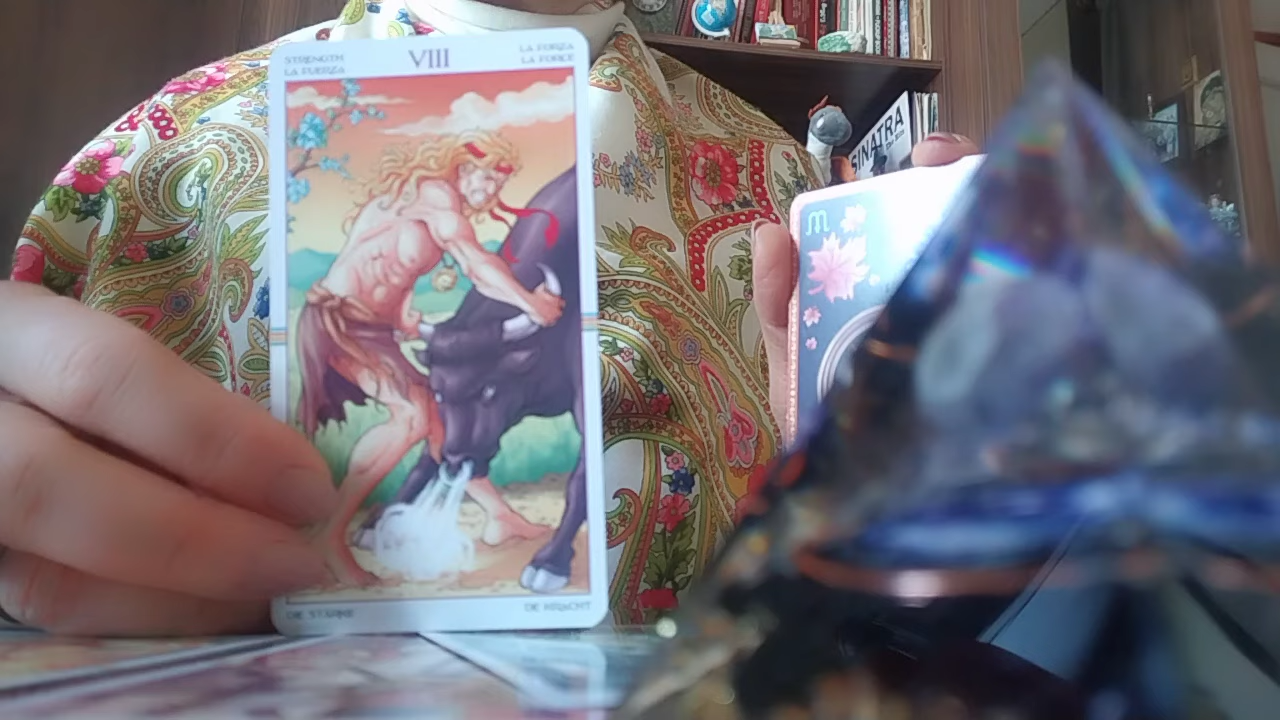 STRENGTH
LA FUERZA
VIII
LA FORZA
LA FORCE
SINATRA
♏
DIE STÄRKE
DE KRACHT